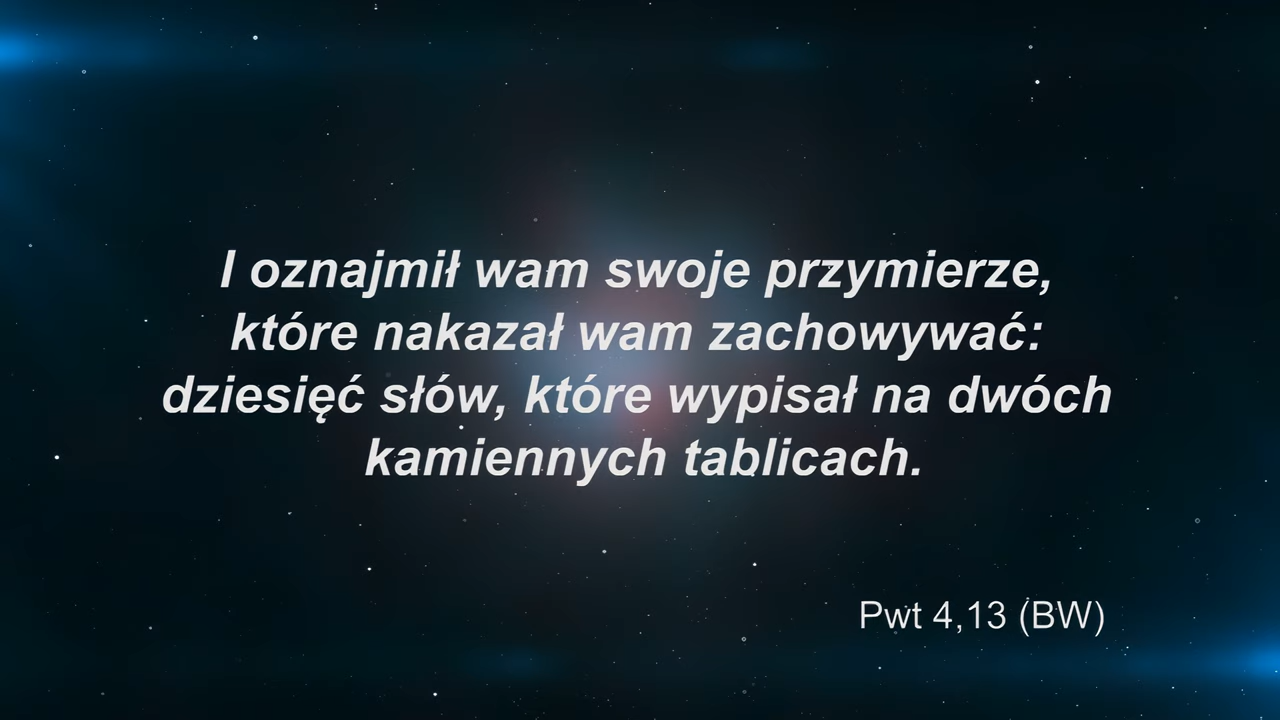 I oznajmił wam swoje przymierze,
które nakazał wam zachowywać:
dziesięć słów, które wypisał na dwóch
kamiennych tablicach.
Pwt 4,13 (BW)